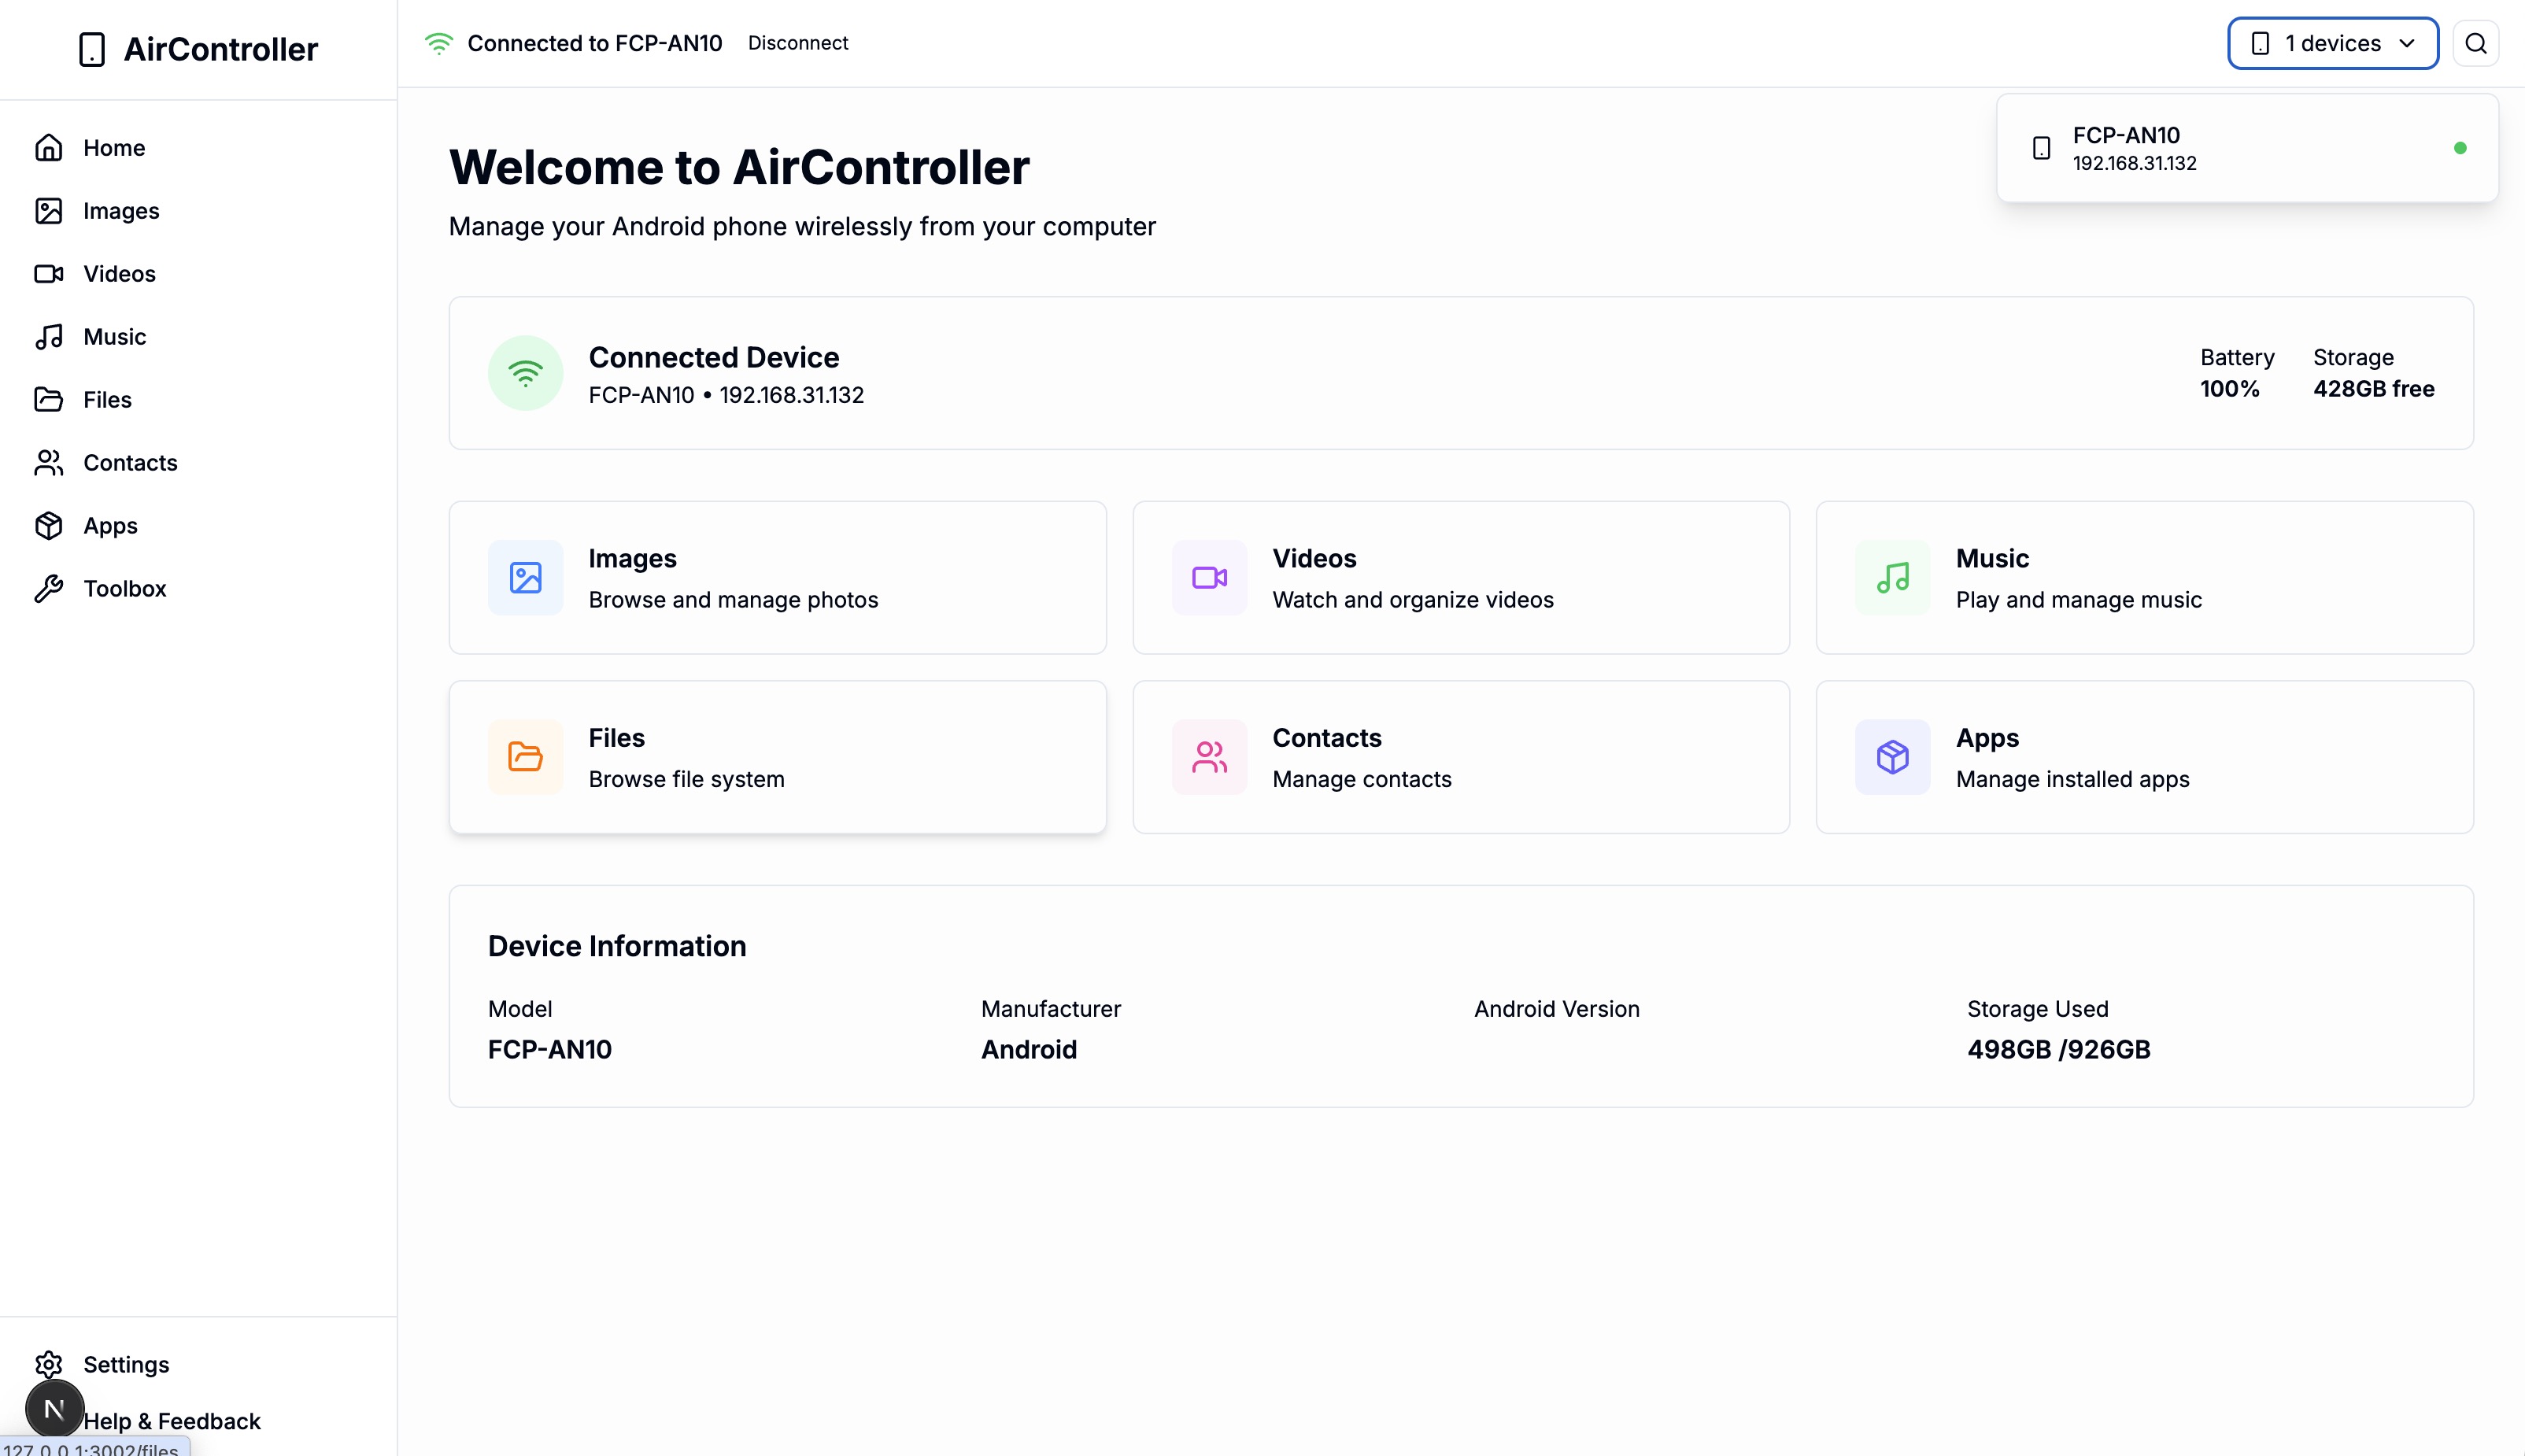 AirController
Home
Images
Videos
Music
Files
Contacts
Apps
Toolbox
Settings
Help & Feedback
N
127.0.0.1:3002/files
Connected to FCP-AN10 Disconnect
1 devices
FCP-AN10
192.168.31.132
Welcome to AirController
Manage your Android phone wirelessly from your computer
Connected Device
FCP-AN10 • 192.168.31.132
Battery
100%
Storage
428GB free
Images
Browse and manage photos
Videos
Watch and organize videos
Music
Play and manage music
Files
Browse file system
Contacts
Manage contacts
Apps
Manage installed apps
Device Information
Model
FCP-AN10
Manufacturer
Android
Android Version
Storage Used
498GB /926GB